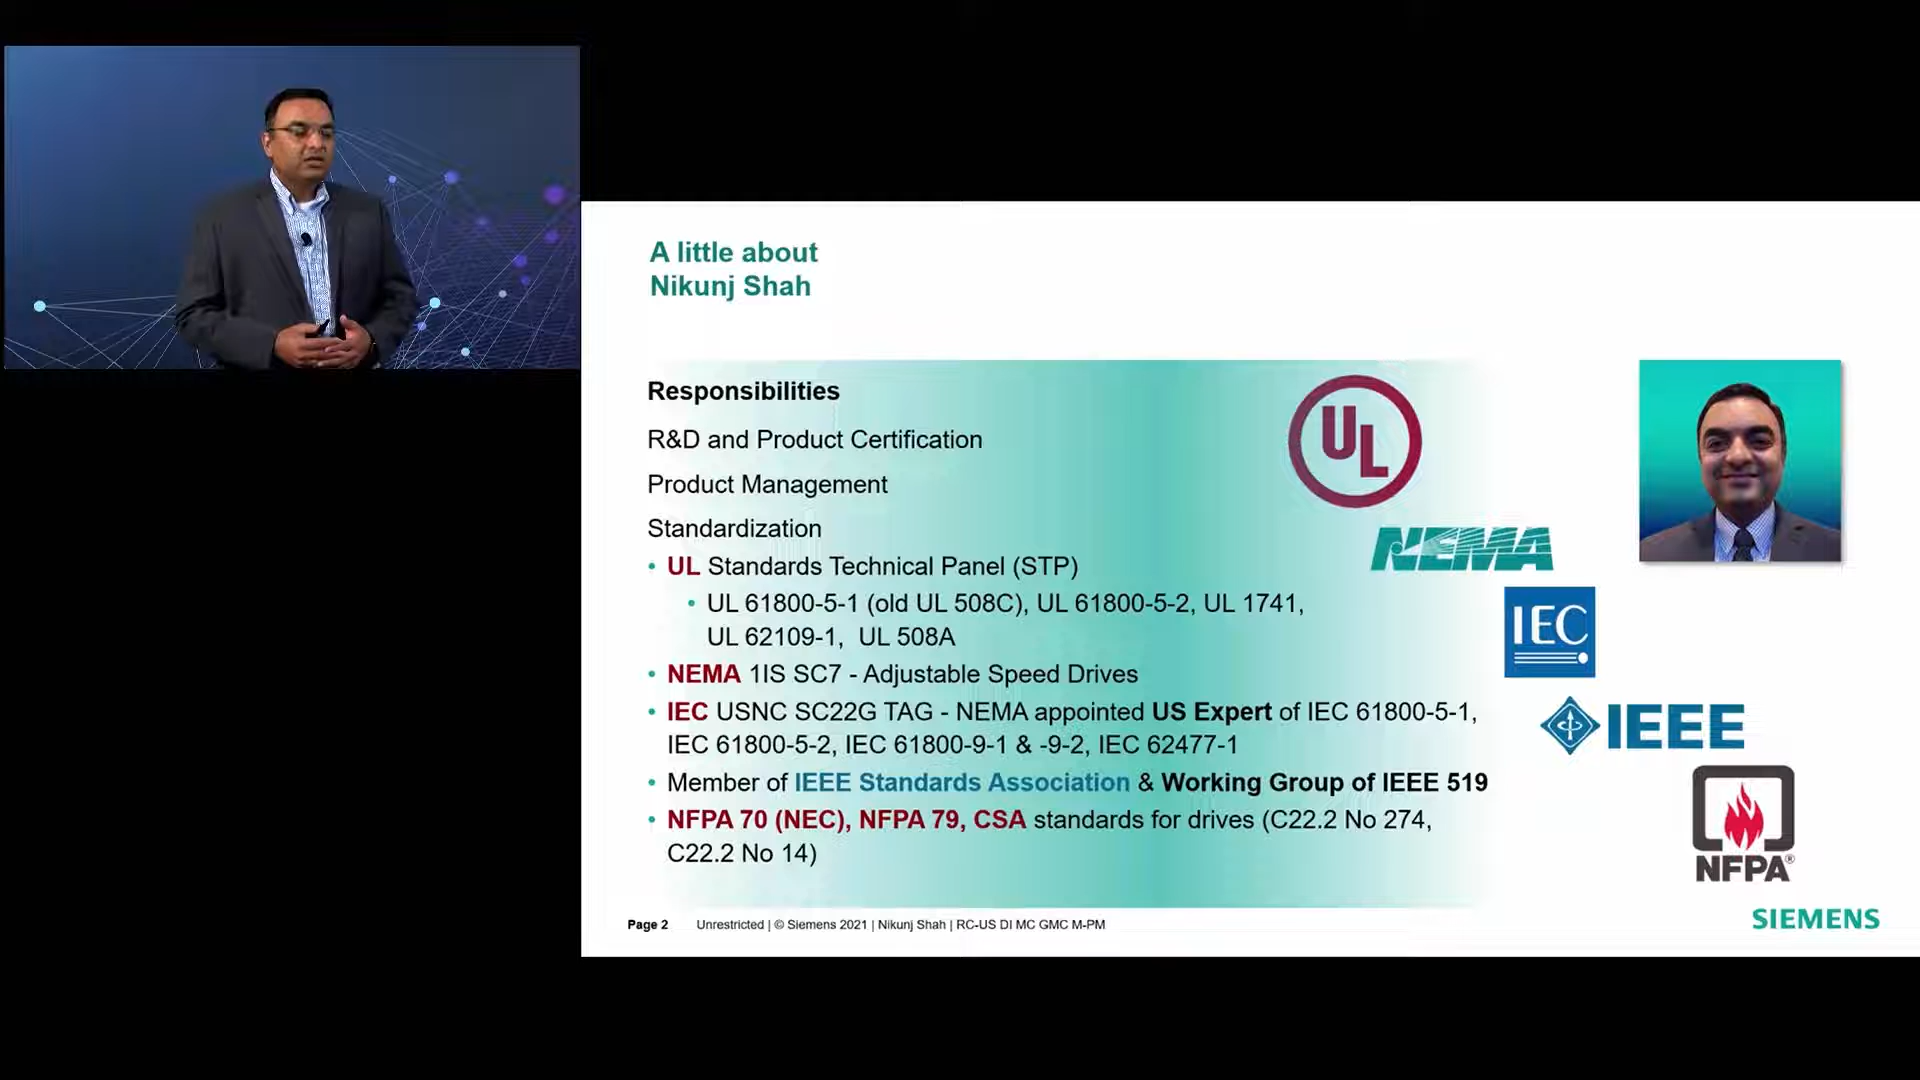 A little about
Nikunj Shah
Responsibilities
R&D and Product Certification
Product Management
Standardization
• UL Standards Technical Panel (STP)
• UL 61800-5-1 (old UL 508C), UL 61800-5-2, UL 1741,
UL 62109-1, UL 508A
• NEMA 1IS SC7 - Adjustable Speed Drives
• IEC USNC SC22G TAG - NEMA appointed US Expert of IEC 61800-5-1,
IEC 61800-5-2, IEC 61800-9-1 & -9-2, IEC 62477-1
• Member of IEEE Standards Association & Working Group of IEEE 519
• NFPA 70 (NEC), NFPA 79, CSA standards for drives (C22.2 No 274,
C22.2 No 14)
UL
NEMA
IEC
IEEE
NFPA®
SIEMENS
Page 2 Unrestricted | © Siemens 2021 | Nikunj Shah | RC-US DI MC GMC M-PM